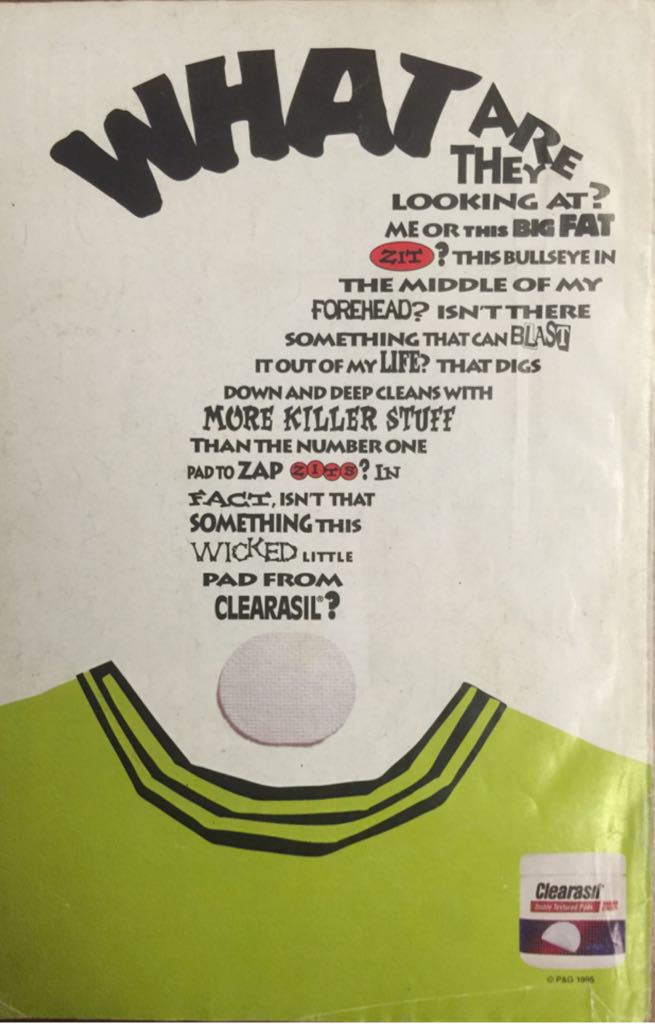 WHAT ARE
THEY
LOOKING AT?
ME OR THIS BIG FAT
ZIT? THIS BULLSEYE IN
THE MIDDLE OF MY
FOREHEAD? ISN'T THERE
SOMETHING THAT CAN BLAST
IT OUT OF MY LIFE? THAT DIGS
DOWN AND DEEP CLEANS WITH
MORE KILLER STUFF
THAN THE NUMBER ONE
PAD TO ZAP ZITS? IN
FACT, ISN'T THAT
SOMETHING THIS
WICKED LITTLE
PAD FROM
CLEARASIL®?
Clearasil
Double Textured Pads
© P&G 1995